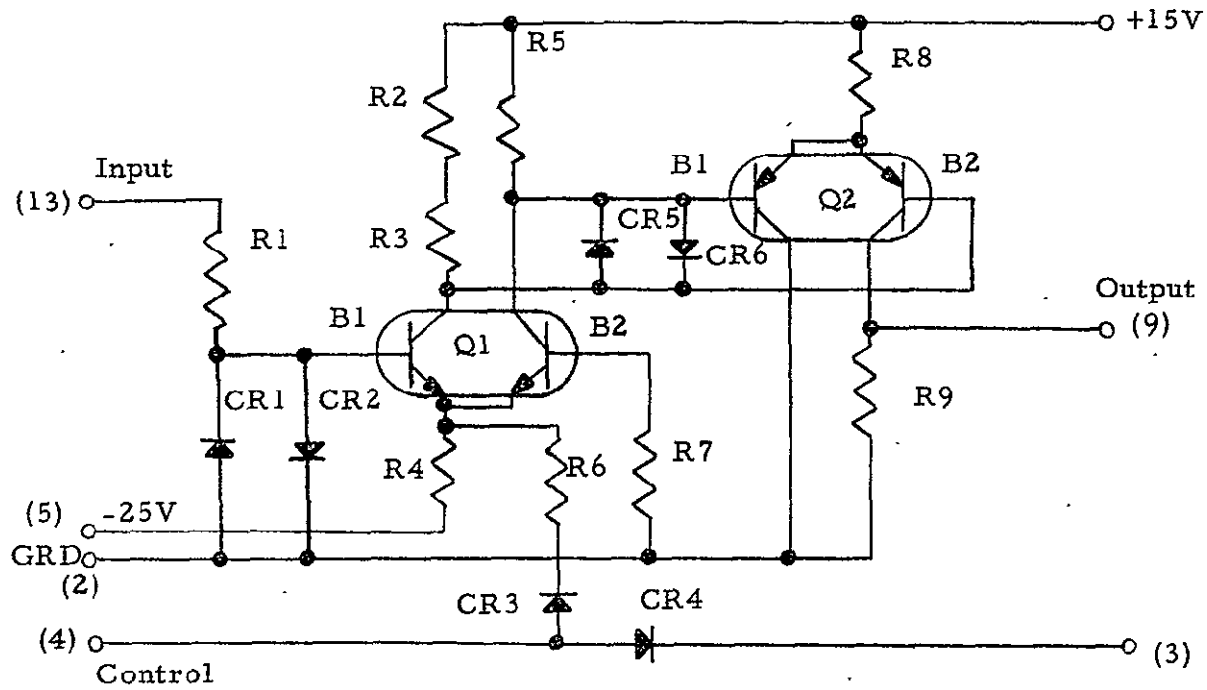 +15V
R5
R8
R2
Input
B1
B2
(13)
Q2
CR5
R1
R3
CR6
Output
B1
B2
(9)
Q1
CR1
CR2
R9
R4
R6
R7
(5)
-25V
GRD
(2)
CR3
CR4
(4)
(3)
Control